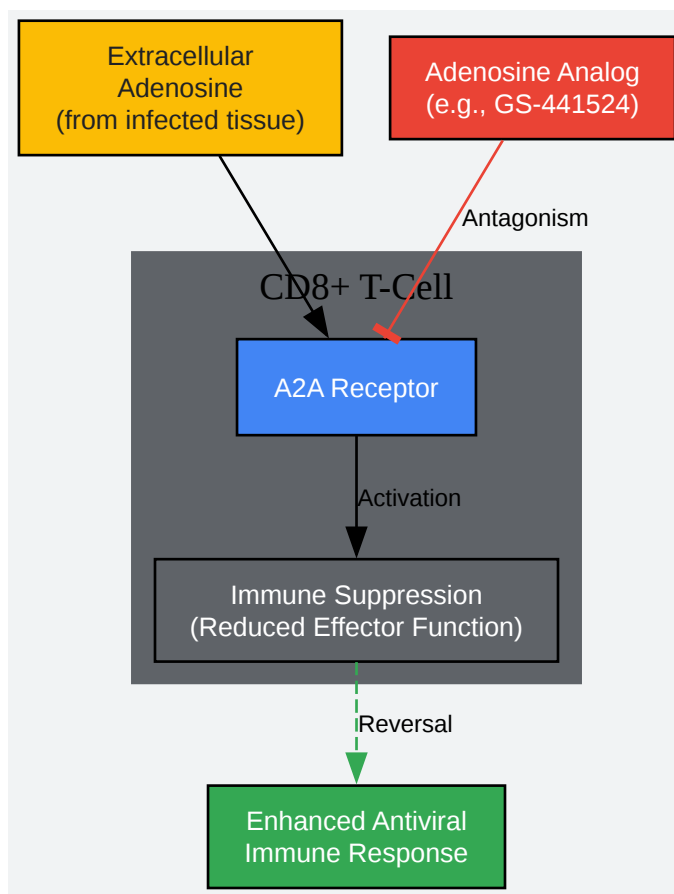 Extracellular
Adenosine
(from infected tissue)
Adenosine Analog
(e.g., GS-441524)
Antagonism
CD8+ T-Cell
A2A Receptor
Activation
Immune Suppression
(Reduced Effector Function)
Reversal
Enhanced Antiviral
Immune Response